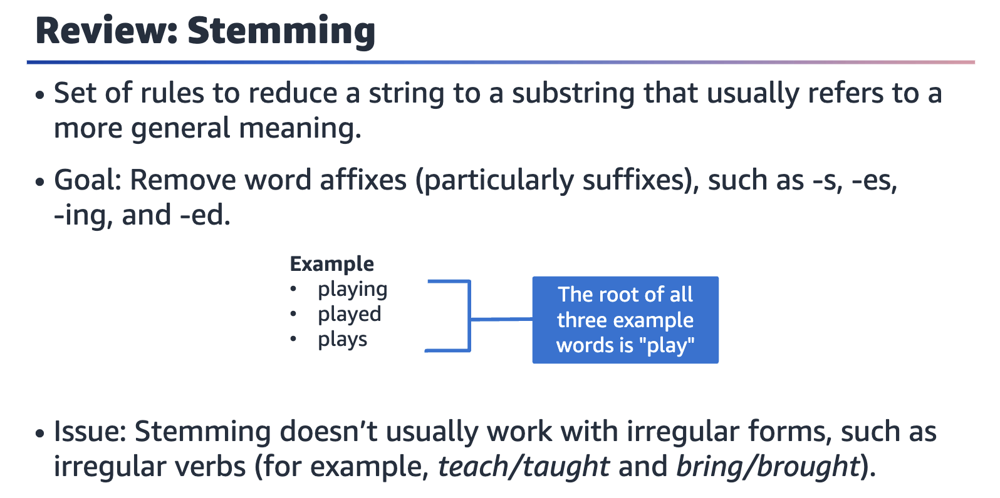 Review: Stemming
• Set of rules to reduce a string to a substring that usually refers to a
more general meaning.
• Goal: Remove word affixes (particularly suffixes), such as -s, -es,
-ing, and -ed.
Example
• playing
• played
• plays
The root of all
three example
words is "play"
• Issue: Stemming doesn’t usually work with irregular forms, such as
irregular verbs (for example, teach/taught and bring/brought).